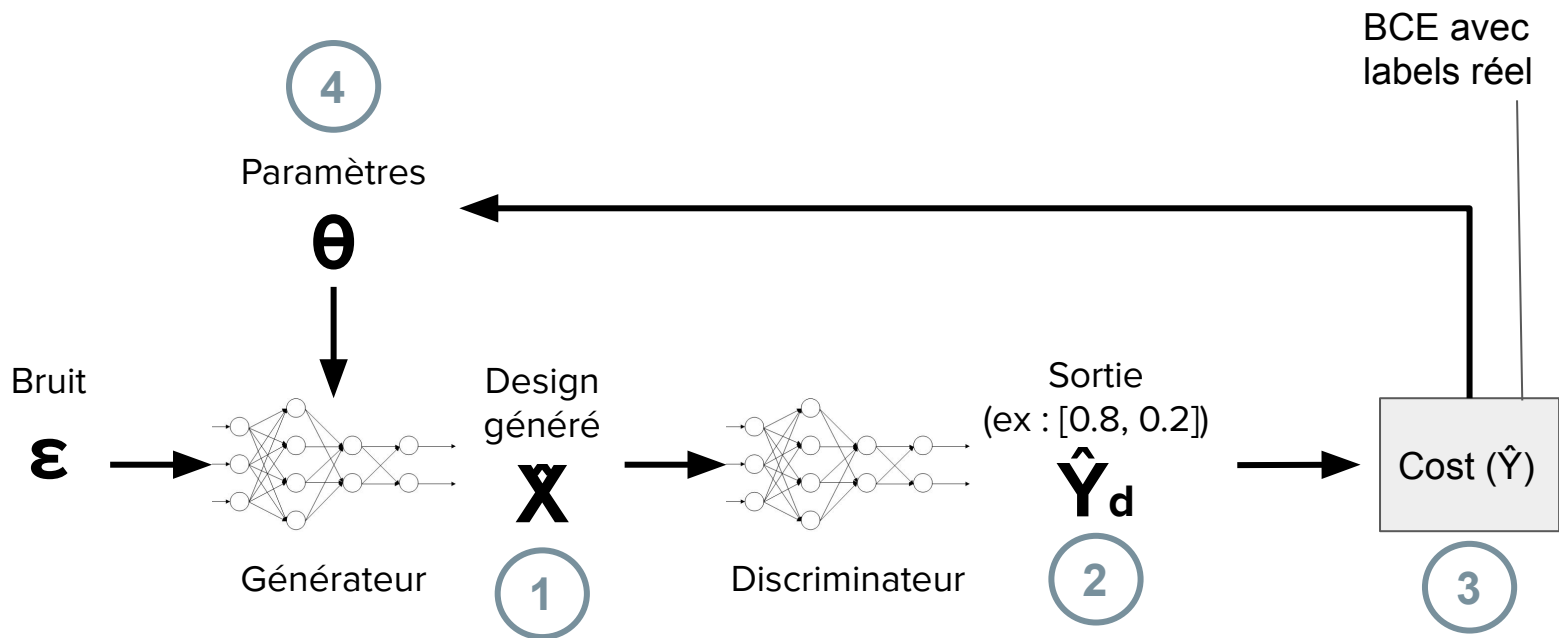 BCE avec
labels réel
4
Paramètres
θ
Bruit
ε
Générateur
Design
généré
X̂
1
Discriminateur
Sortie
(ex : [0.8, 0.2])
Ŷd
2
Cost (Ŷ)
3